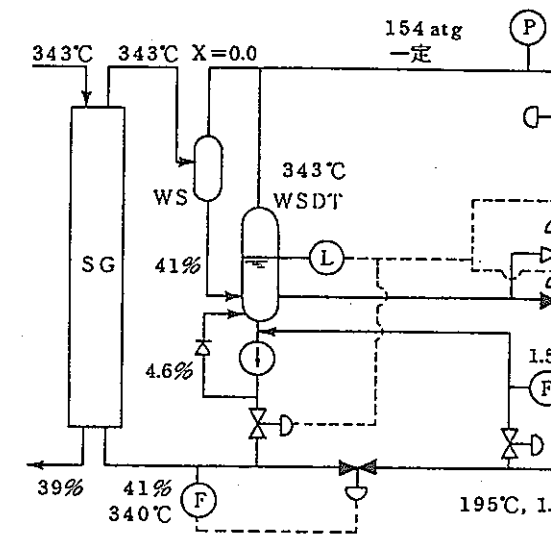 154 atg
一定
P
343℃
343℃
X=0.0
343℃
WSDT
WS
L
SG
41%
4.6%
1.5
F
39%
41%
340℃
F
195℃, 1.